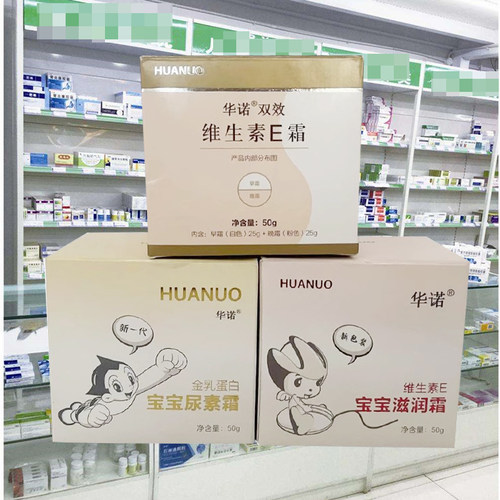 HUANUO
华诺®双效
维生素E霜
产品内部分布图
早霜
晚霜
净含量：50g
内含：早霜（白色）25g + 晚霜（粉色）25g
HUANUO
华诺®
新一代
金乳蛋白
宝宝尿素霜
净含量：50g
HUANUO
华诺®
新包装
维生素E
宝宝滋润霜
净含量：50g